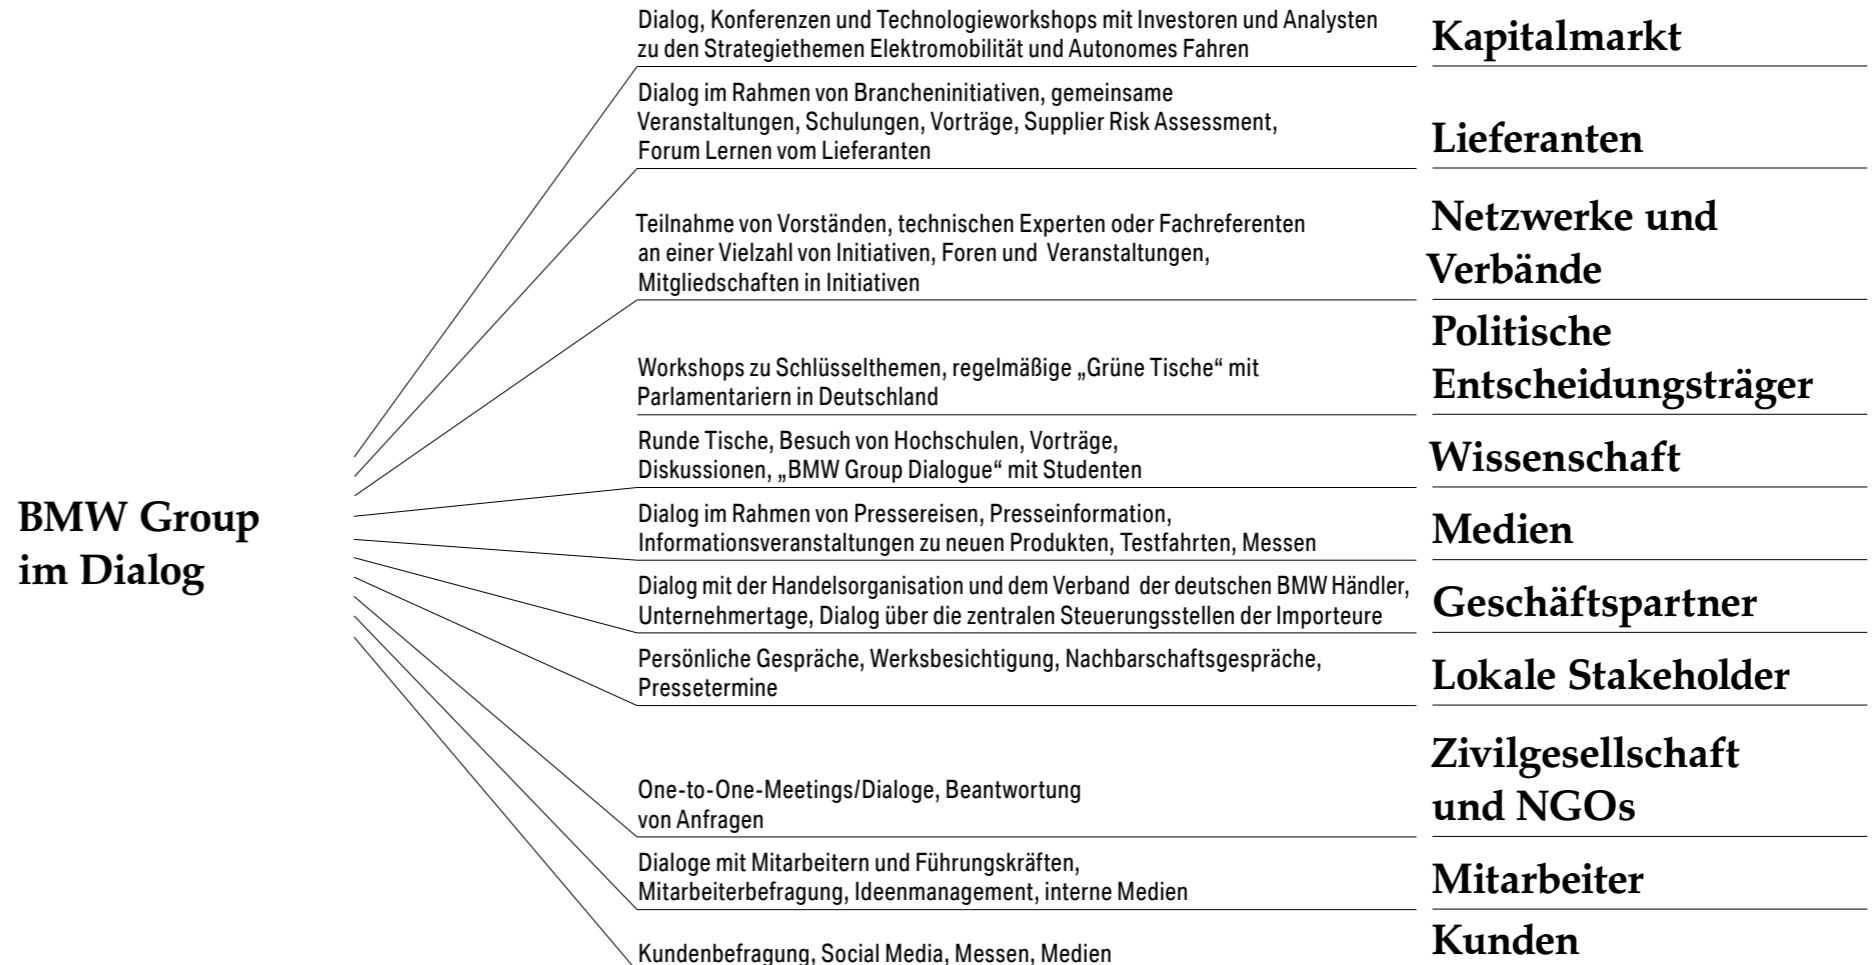 BMW Group
im Dialog
Dialog, Konferenzen und Technologieworkshops mit Investoren und Analysten
zu den Strategiethemen Elektromobilität und Autonomes Fahren
Kapitalmarkt
Dialog im Rahmen von Brancheninitiativen, gemeinsame
Veranstaltungen, Schulungen, Vorträge, Supplier Risk Assessment,
Forum Lernen vom Lieferanten
Lieferanten
Teilnahme von Vorständen, technischen Experten oder Fachreferenten
an einer Vielzahl von Initiativen, Foren und Veranstaltungen,
Mitgliedschaften in Initiativen
Netzwerke und
Verbände
Workshops zu Schlüsselthemen, regelmäßige „Grüne Tische“ mit
Parlamentariern in Deutschland
Politische
Entscheidungsträger
Runde Tische, Besuch von Hochschulen, Vorträge,
Diskussionen, „BMW Group Dialogue“ mit Studenten
Wissenschaft
Dialog im Rahmen von Pressereisen, Presseinformation,
Informationsveranstaltungen zu neuen Produkten, Testfahrten, Messen
Medien
Dialog mit der Handelsorganisation und dem Verband der deutschen BMW Händler,
Unternehmertage, Dialog über die zentralen Steuerungsstellen der Importeure
Geschäftspartner
Persönliche Gespräche, Werksbesichtigung, Nachbarschaftsgespräche,
Pressetermine
Lokale Stakeholder
One-to-One-Meetings/Dialoge, Beantwortung
von Anfragen
Zivilgesellschaft
und NGOs
Dialoge mit Mitarbeitern und Führungskräften,
Mitarbeiterbefragung, Ideenmanagement, interne Medien
Mitarbeiter
Kundenbefragung, Social Media, Messen, Medien
Kunden